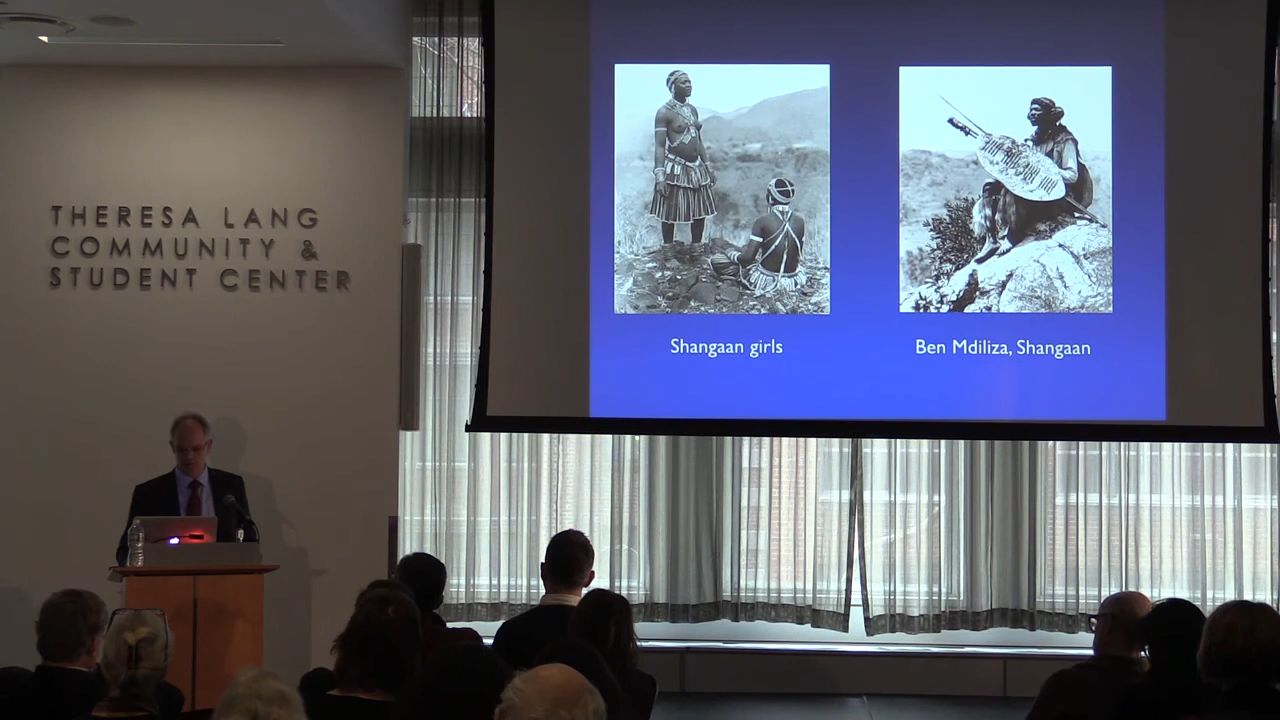 THERESA LANG
COMMUNITY &
STUDENT CENTER
Shangaan girls
Ben Mdiliza, Shangaan